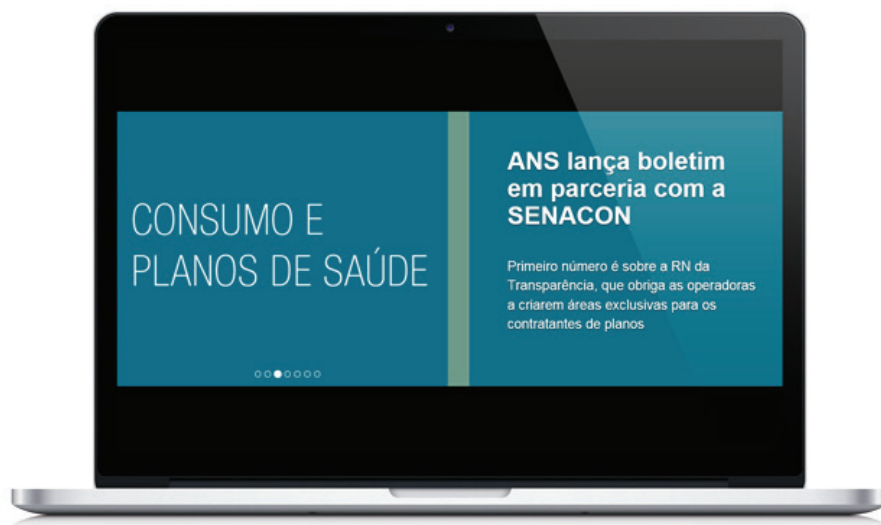 CONSUMO E
PLANOS DE SAÚDE
ANS lança boletim
em parceria com a
SENACON
Primeiro número é sobre a RN da
Transparência, que obriga as operadoras
a criarem áreas exclusivas para os
contratantes de planos